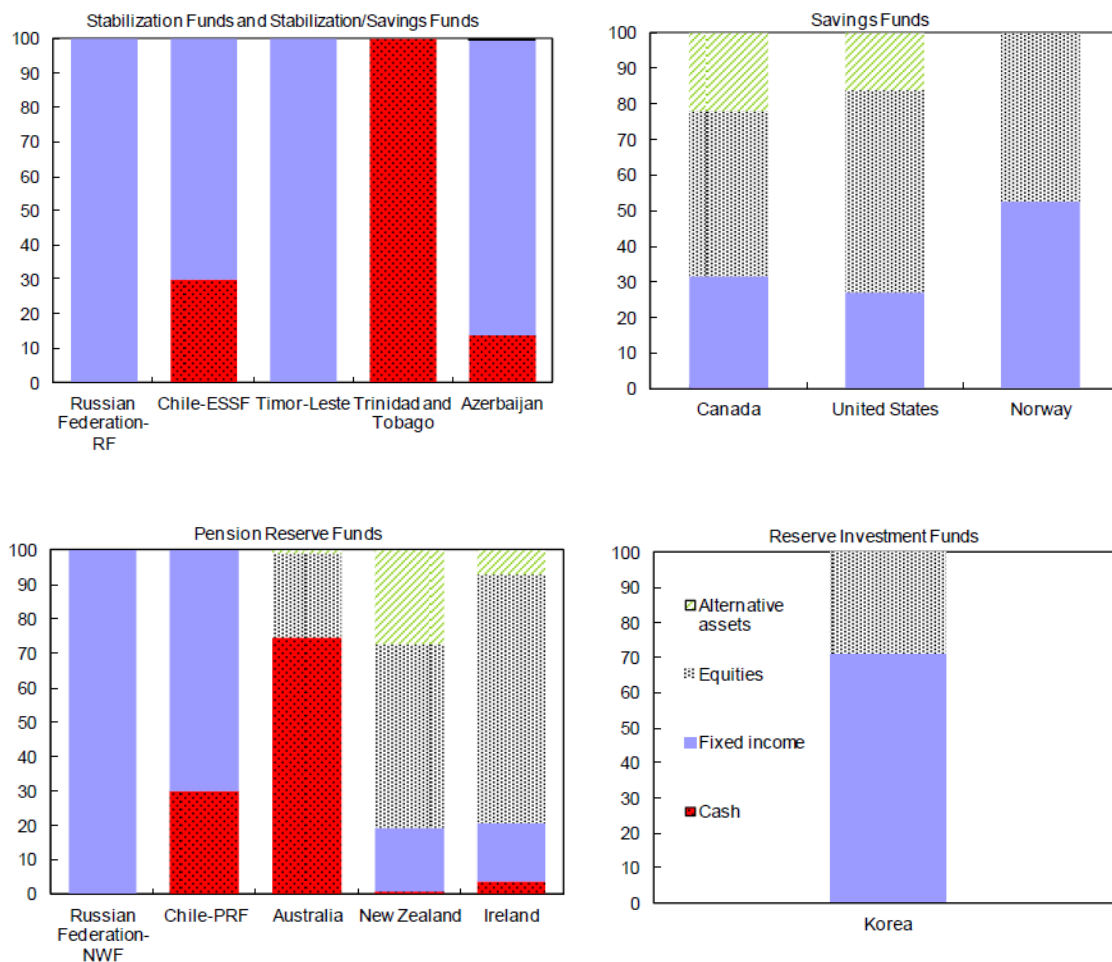 Stabilization Funds and Stabilization/Savings Funds
100
90
80
70
60
50
40
30
20
10
0
Russian
Federation-
RF
Chile-ESSF
Timor-Leste
Trinidad and
Tobago
Azerbaijan
Savings Funds
100
90
80
70
60
50
40
30
20
10
0
Canada
United States
Norway
Pension Reserve Funds
100
90
80
70
60
50
40
30
20
10
0
Russian
Federation-
NWF
Chile-PRF
Australia
New Zealand
Ireland
Reserve Investment Funds
100
90
80
70
60
50
40
30
20
10
0
Alternative
assets
Equities
Fixed income
Cash
Korea